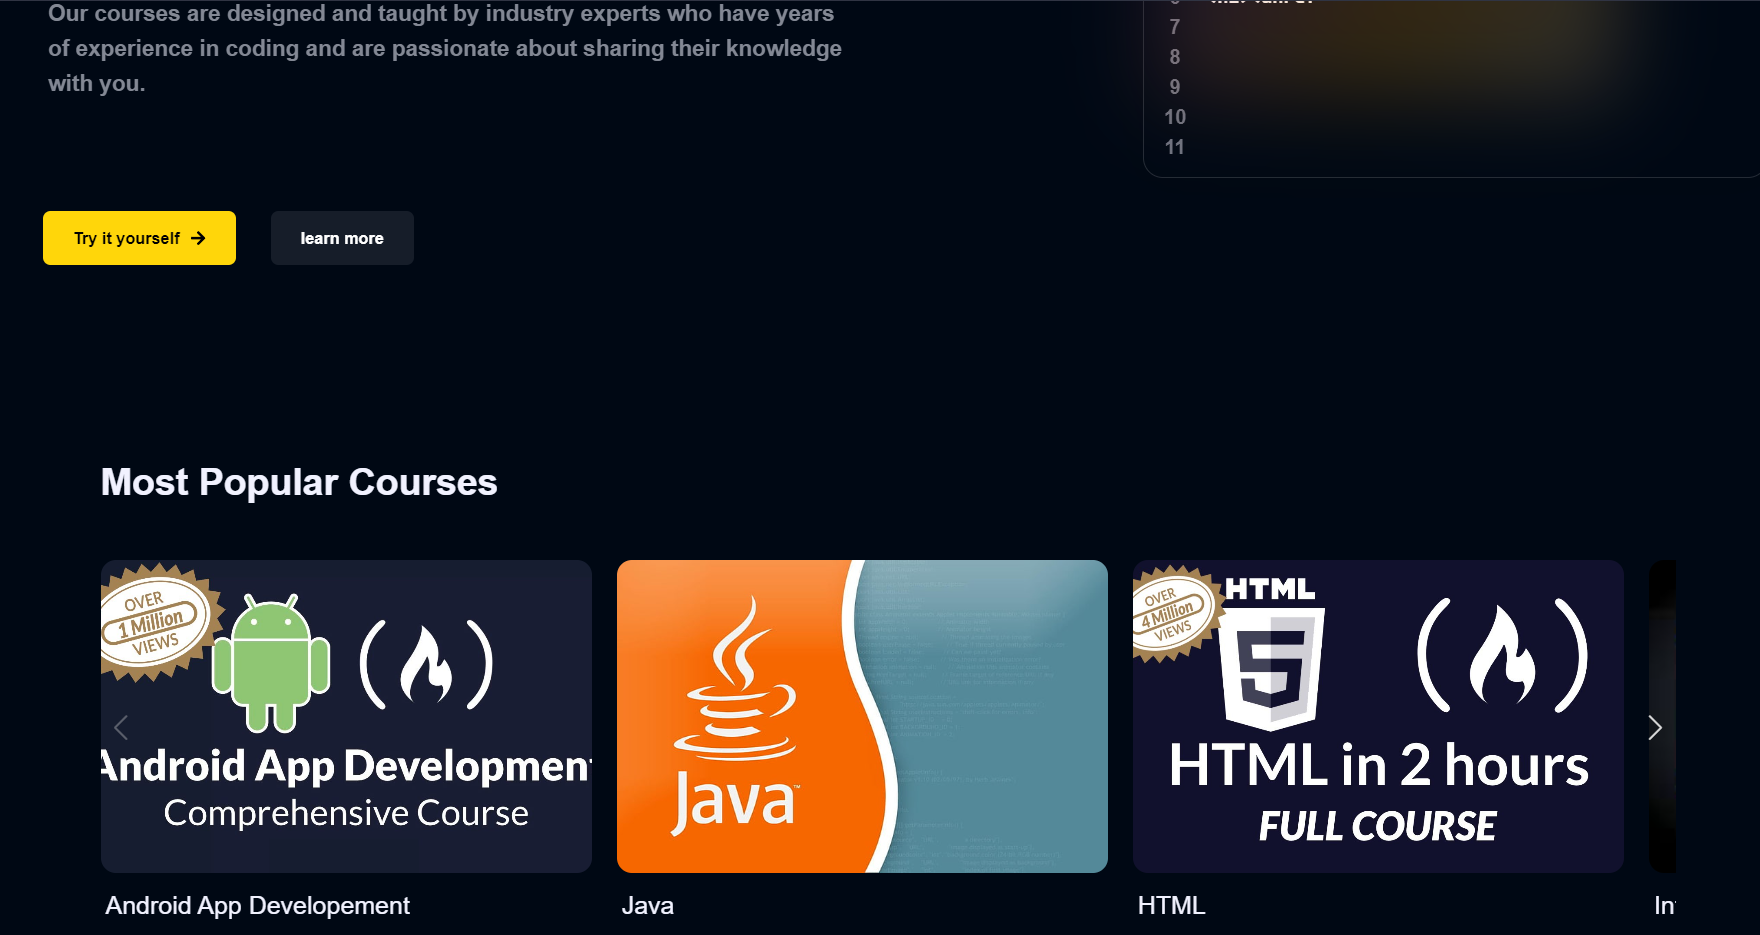 Our courses are designed and taught by industry experts who have years
of experience in coding and are passionate about sharing their knowledge
with you.
7
8
9
10
11
Try it yourself
learn more
Most Popular Courses
OVER
1 Million
VIEWS
Android App Development
Comprehensive Course
Java™
OVER
4 Million
VIEWS
HTML
5
HTML in 2 hours
FULL COURSE
Android App Developement
Java
HTML